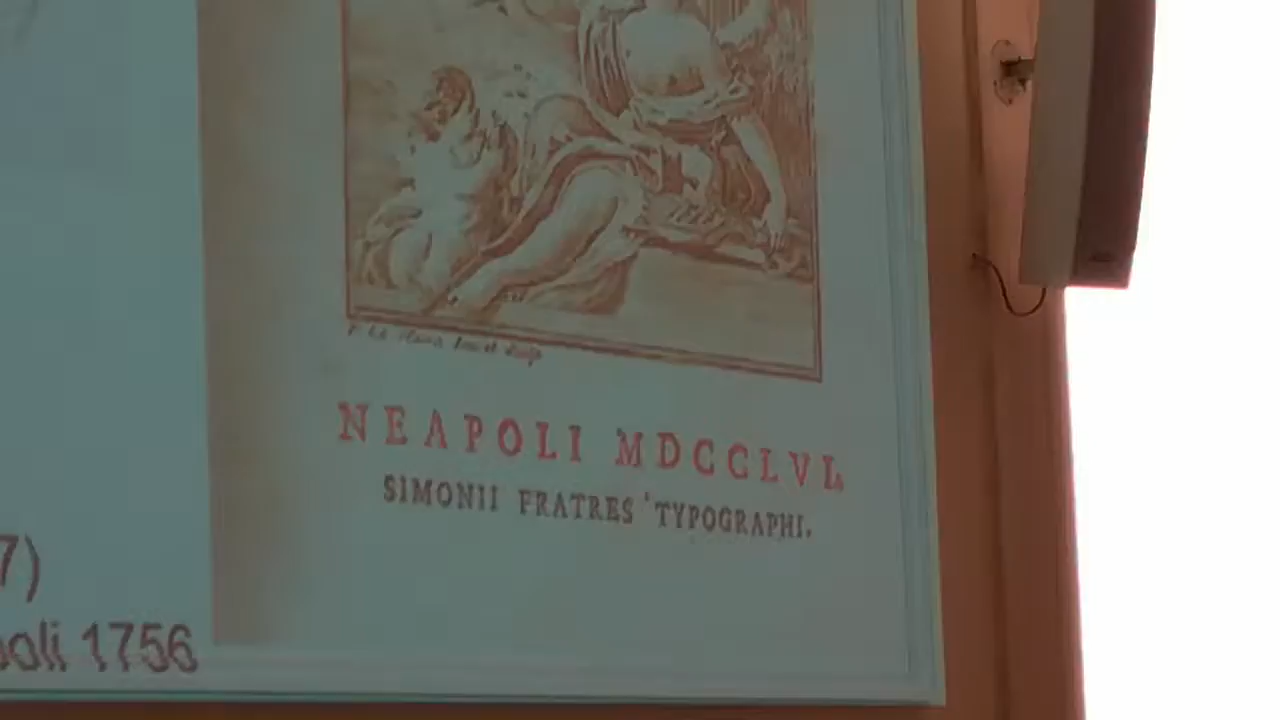 NEAPOLI MDCCLVI.
SIMONII FRATRES TYPOGRAPHI.
7)
oli 1756